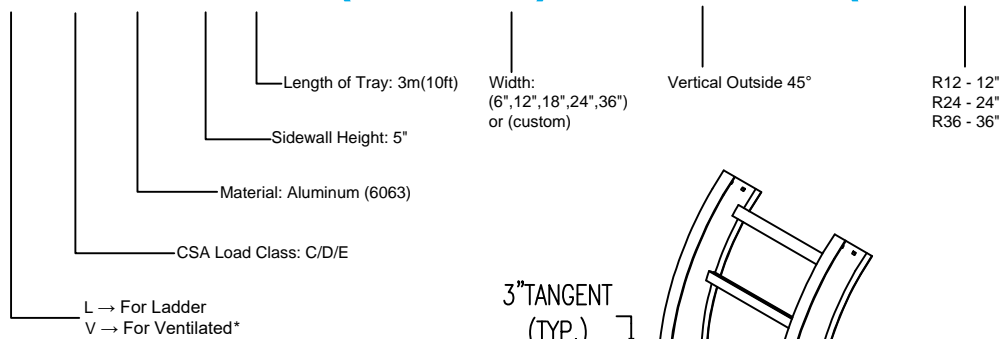 Length of Tray: 3m(10ft)
Width:
(6",12",18",24",36")
or (custom)
Vertical Outside 45°
R12 - 12"
R24 - 24"
R36 - 36"
Sidewall Height: 5"
Material: Aluminum (6063)
CSA Load Class: C/D/E
L → For Ladder
V → For Ventilated*
3"TANGENT
(TYP.)